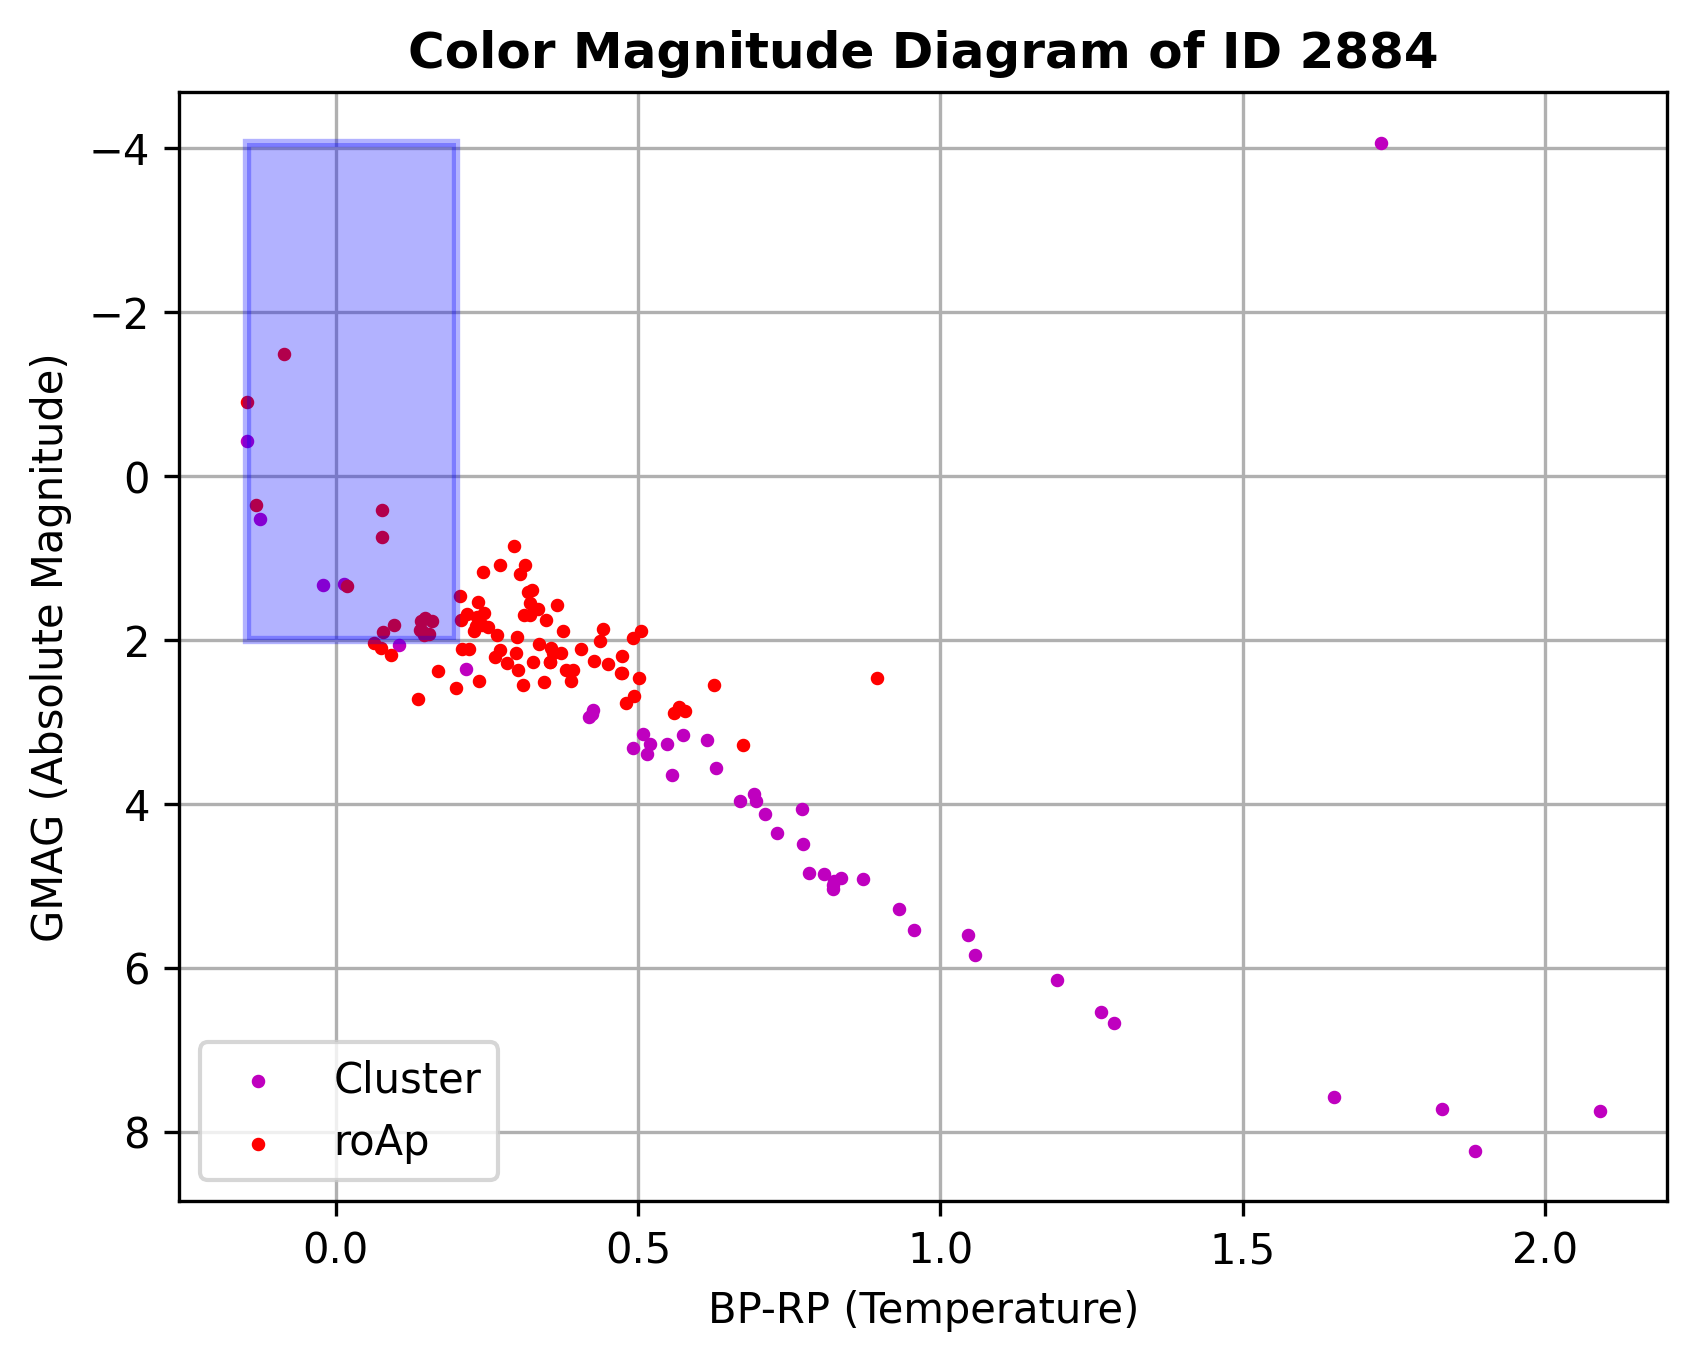 Color Magnitude Diagram of ID 2884
GMAG (Absolute Magnitude)
−4
−2
0
2
4
6
8
Cluster
roAp
0.0 0.5 1.0 1.5 2.0
BP-RP (Temperature)